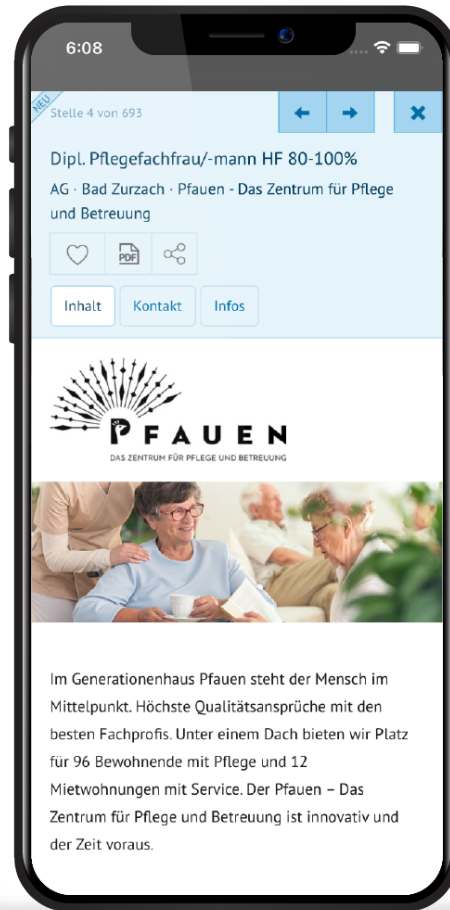 6:08
NEU
Stelle 4 von 693
Dipl. Pflegefachfrau/-mann HF 80-100%
AG · Bad Zurzach · Pfauen - Das Zentrum für Pflege
und Betreuung
PDF
Inhalt Kontakt Infos
PFAUEN
DAS ZENTRUM FÜR PFLEGE UND BETREUUNG
Im Generationenhaus Pfauen steht der Mensch im
Mittelpunkt. Höchste Qualitätsansprüche mit den
besten Fachprofis. Unter einem Dach bieten wir Platz
für 96 Bewohnende mit Pflege und 12
Mietwohnungen mit Service. Der Pfauen – Das
Zentrum für Pflege und Betreuung ist innovativ und
der Zeit voraus.